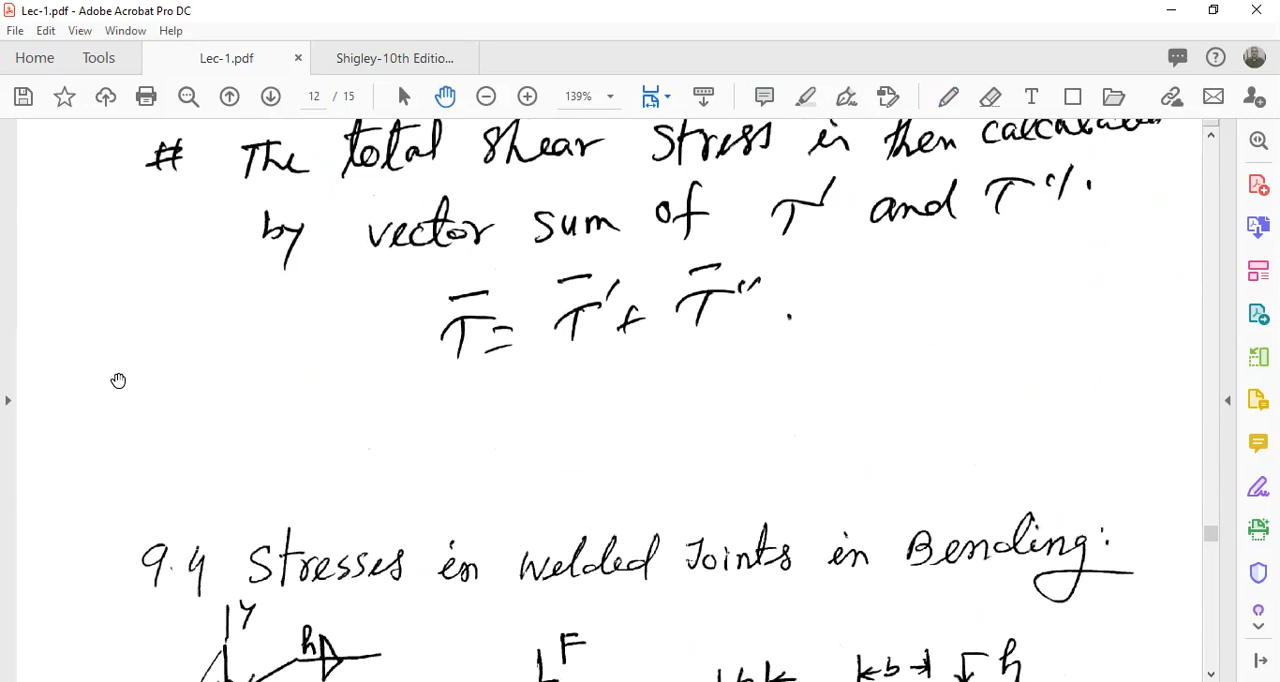 Lec-1.pdf - Adobe Acrobat Pro DC
File Edit View Window Help
Home Tools Lec-1.pdf × Shigley-10th Editio...
12 / 15 139%
# The total shear stress is then
by vector sum of τ' and τ".
τ̄ = τ̄' + τ̄".
9.4 Stresses in welded Joints in Bending:
Y
h
F
b h